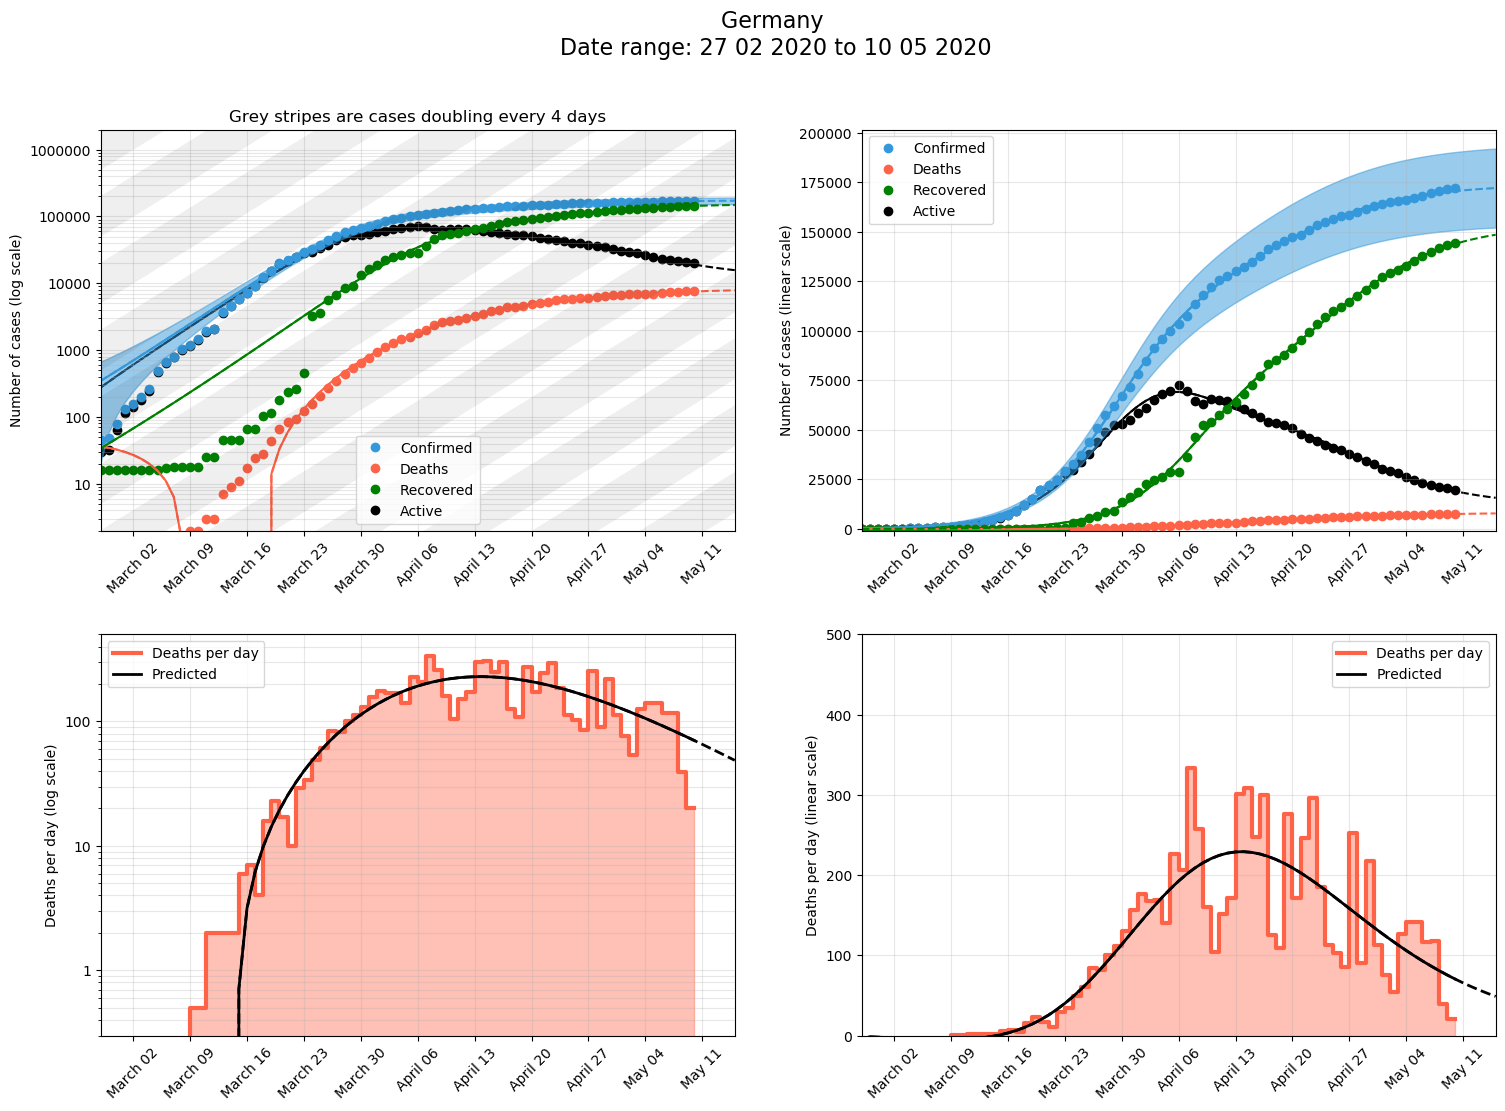 Germany
Date range: 27 02 2020 to 10 05 2020
Grey stripes are cases doubling every 4 days
Number of cases (log scale)
1000000
100000
10000
1000
100
10
Confirmed
Deaths
Recovered
Active
March 02
March 09
March 16
March 23
March 30
April 06
April 13
April 20
April 27
May 04
May 11
Number of cases (linear scale)
200000
175000
150000
125000
100000
75000
50000
25000
0
Confirmed
Deaths
Recovered
Active
March 02
March 09
March 16
March 23
March 30
April 06
April 13
April 20
April 27
May 04
May 11
Deaths per day (log scale)
100
10
1
Deaths per day
Predicted
March 02
March 09
March 16
March 23
March 30
April 06
April 13
April 20
April 27
May 04
May 11
Deaths per day (linear scale)
500
400
300
200
100
0
Deaths per day
Predicted
March 02
March 09
March 16
March 23
March 30
April 06
April 13
April 20
April 27
May 04
May 11